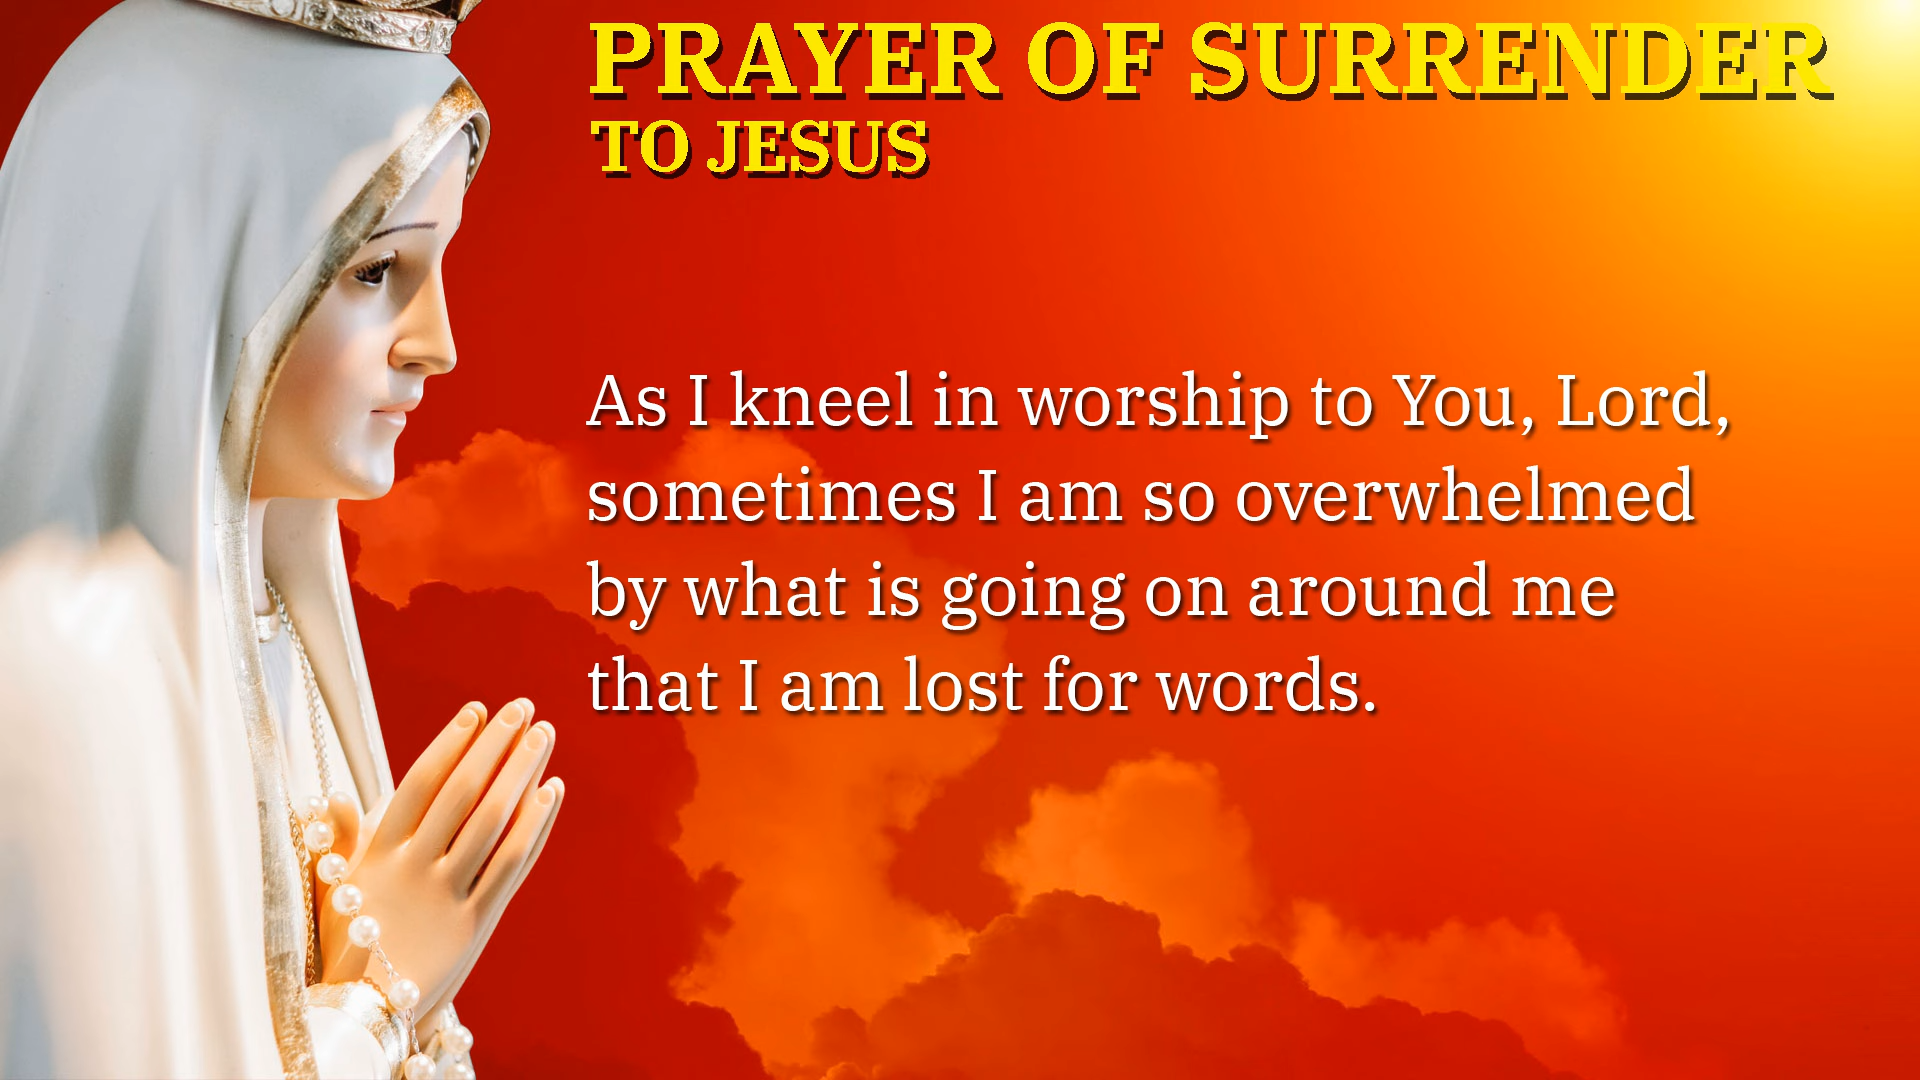 PRAYER OF SURRENDER
TO JESUS
As I kneel in worship to You, Lord,
sometimes I am so overwhelmed
by what is going on around me
that I am lost for words.